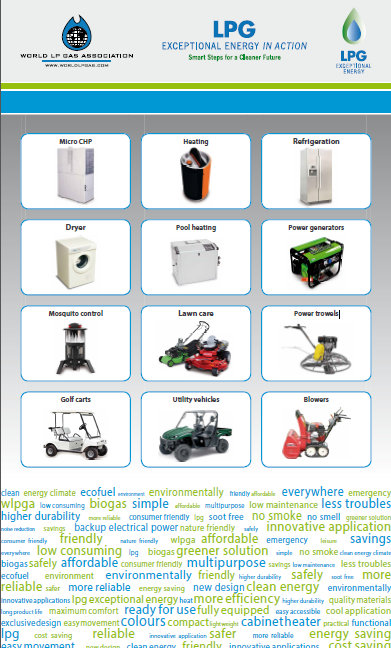 LPG
EXCEPTIONAL ENERGY IN ACTION
Smart Steps for a Cleaner Future
WORLD LP GAS ASSOCIATION
WWW.WORLDLPGAS.COM
LPG
EXCEPTIONAL
ENERGY
Micro CHP
Heating
Refrigeration
Dryer
Pool heating
Power generators
Mosquito control
Lawn care
Power trowels
Golf carts
Utility vehicles
Blowers
clean energy climate ecofuel environment environmentally friendly affordable everywhere emergency
wlpga low consuming biogas simple affordable multipurpose low maintenance less troubles
higher durability more reliable consumer friendly lpg soot free no smoke no smell greener solution
noise reduction savings backup electrical power nature friendly safely innovative application
consumer friendly friendly nature friendly wlpga affordable emergency leisure savings
everywhere low consuming lpg biogas greener solution simple no smoke clean energy climate
biogas safely affordable consumer friendly multipurpose savings low maintenance less troubles
ecofuel environment environmentally friendly higher durability safely soot free more
reliable safer more reliable energy saving new design clean energy environmentally
innovative applications lpg exceptional energy heat more efficiency higher durable quality materials
long product life maximum comfort ready for use fully equipped easy accessible cool application
exclusive design easy movement colours compact light weight cabinet heater practical functional
lpg cost saving reliable innovative application safer more reliable energy saving
easy movement new design clean energy friendly innovative applications cost saving